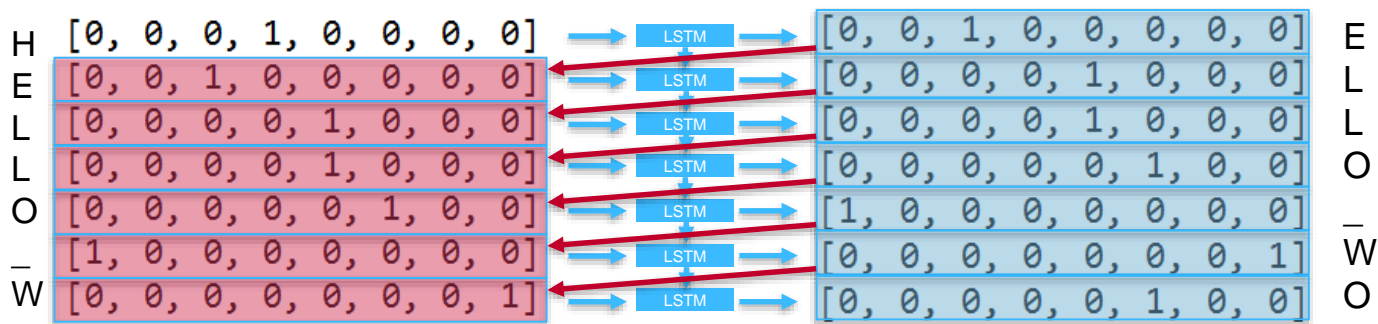 H [0, 0, 0, 1, 0, 0, 0, 0] LSTM [0, 0, 1, 0, 0, 0, 0, 0] E
E [0, 0, 1, 0, 0, 0, 0, 0] LSTM [0, 0, 0, 0, 1, 0, 0, 0] L
L [0, 0, 0, 0, 1, 0, 0, 0] LSTM [0, 0, 0, 0, 1, 0, 0, 0] L
L [0, 0, 0, 0, 1, 0, 0, 0] LSTM [0, 0, 0, 0, 0, 1, 0, 0] O
O [0, 0, 0, 0, 0, 1, 0, 0] LSTM [1, 0, 0, 0, 0, 0, 0, 0] _
_ [1, 0, 0, 0, 0, 0, 0, 0] LSTM [0, 0, 0, 0, 0, 0, 0, 1] W
W [0, 0, 0, 0, 0, 0, 0, 1] LSTM [0, 0, 0, 0, 0, 1, 0, 0] O